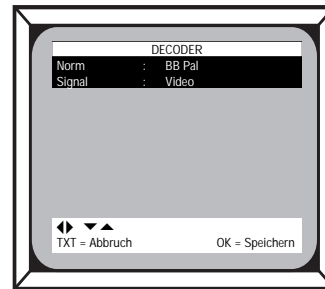 DECODER
Norm : BB Pal
Signal : Video
TXT = Abbruch OK = Speichern